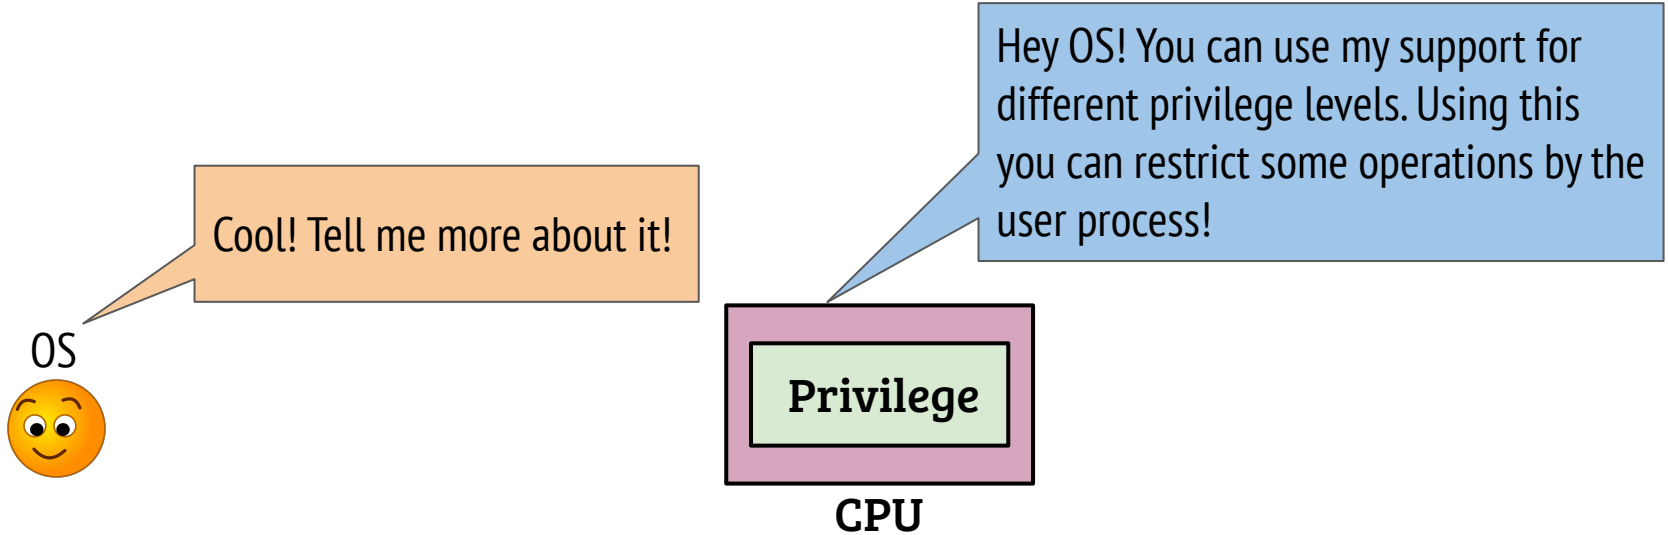 Hey OS! You can use my support for
different privilege levels. Using this
you can restrict some operations by the
user process!
Cool! Tell me more about it!
OS
Privilege
CPU